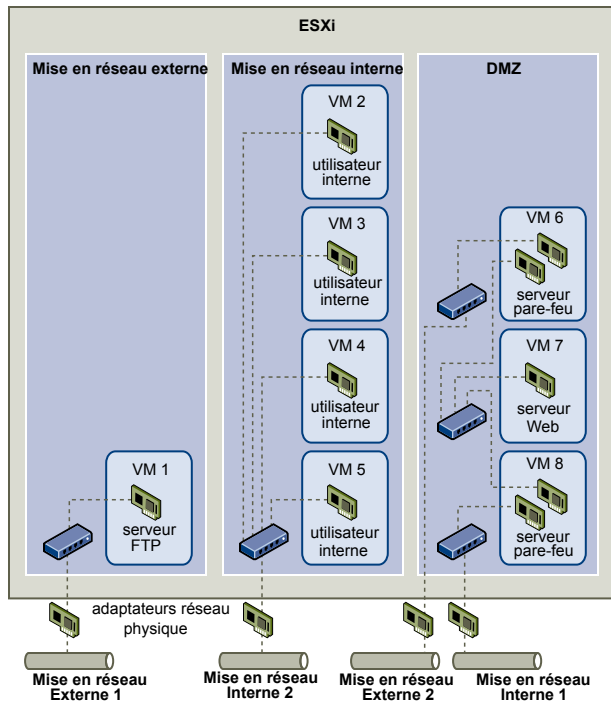 ESXi
Mise en réseau externe
VM 1
serveur
FTP
Mise en réseau interne
VM 2
utilisateur
interne
VM 3
utilisateur
interne
VM 4
utilisateur
interne
VM 5
utilisateur
interne
DMZ
VM 6
serveur
pare-feu
VM 7
serveur
Web
VM 8
serveur
pare-feu
adaptateurs réseau
physique
Mise en réseau
Externe 1
Mise en réseau
Interne 2
Mise en réseau
Externe 2
Mise en réseau
Interne 1